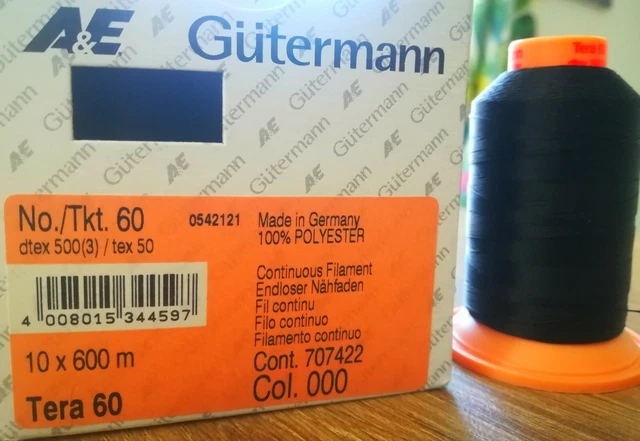 A&E Gütermann
No./Tkt. 60
dtex 500(3) / tex 50
0542121
Made in Germany
100% POLYESTER
Continuous Filament
Endloser Nähfaden
Fil continu
Filo continuo
Filamento continuo
4 008015 344597
10 x 600 m
Cont. 707422
Col. 000
Tera 60
Tera